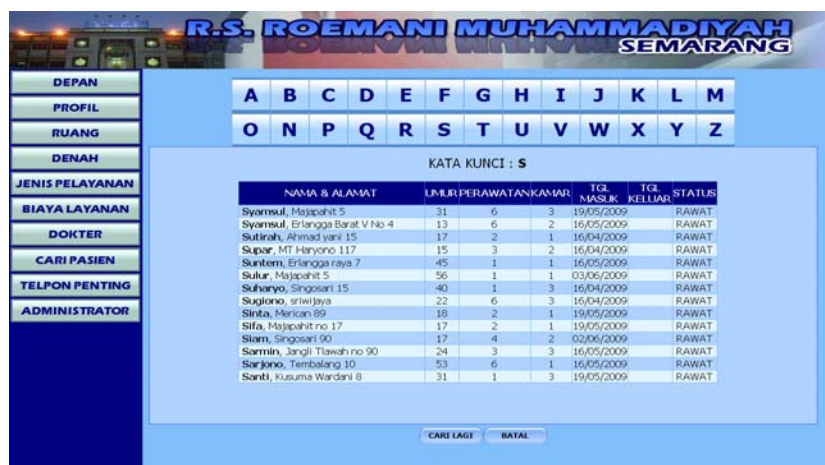 R.S. ROEMANI MUHAMMADIYAH
SEMARANG
DEPAN
PROFIL
RUANG
DENAH
JENIS PELAYANAN
BIAYA LAYANAN
DOKTER
CARI PASIEN
TELPON PENTING
ADMINISTRATOR
A B C D E F G H I J K L M
O N P Q R S T U V W X Y Z
KATA KUNCI : S
NAMA & ALAMAT UMUR PERAWATAN KAMAR TGL MASUK TGL KELUAR STATUS
Syamsul, Majapahit 5 31 6 3 19/05/2009 RAWAT
Syamsul, Erlangga Barat V No 4 13 6 2 16/05/2009 RAWAT
Sutirah, Ahmad yani 15 17 2 1 16/04/2009 RAWAT
Supar, MT Haryono 117 15 3 2 16/04/2009 RAWAT
Suntem, Erlangga raya 7 45 1 1 16/05/2009 RAWAT
Sulur, Majapahit 5 56 1 1 03/06/2009 RAWAT
Suharyo, Singosari 15 40 1 3 16/04/2009 RAWAT
Sugiono, sriwijaya 22 6 3 16/04/2009 RAWAT
Sinta, Merican 89 18 2 1 19/05/2009 RAWAT
Sifa, Majapahit no 17 17 2 1 19/05/2009 RAWAT
Siam, Singosari 90 17 4 2 02/06/2009 RAWAT
Sarmin, Jangli Tlawah no 90 24 3 3 16/05/2009 RAWAT
Sarjono, Tembalang 10 53 6 1 16/05/2009 RAWAT
Santi, Kusuma Wardani 8 31 1 3 19/05/2009 RAWAT
CARI LAGI BATAL